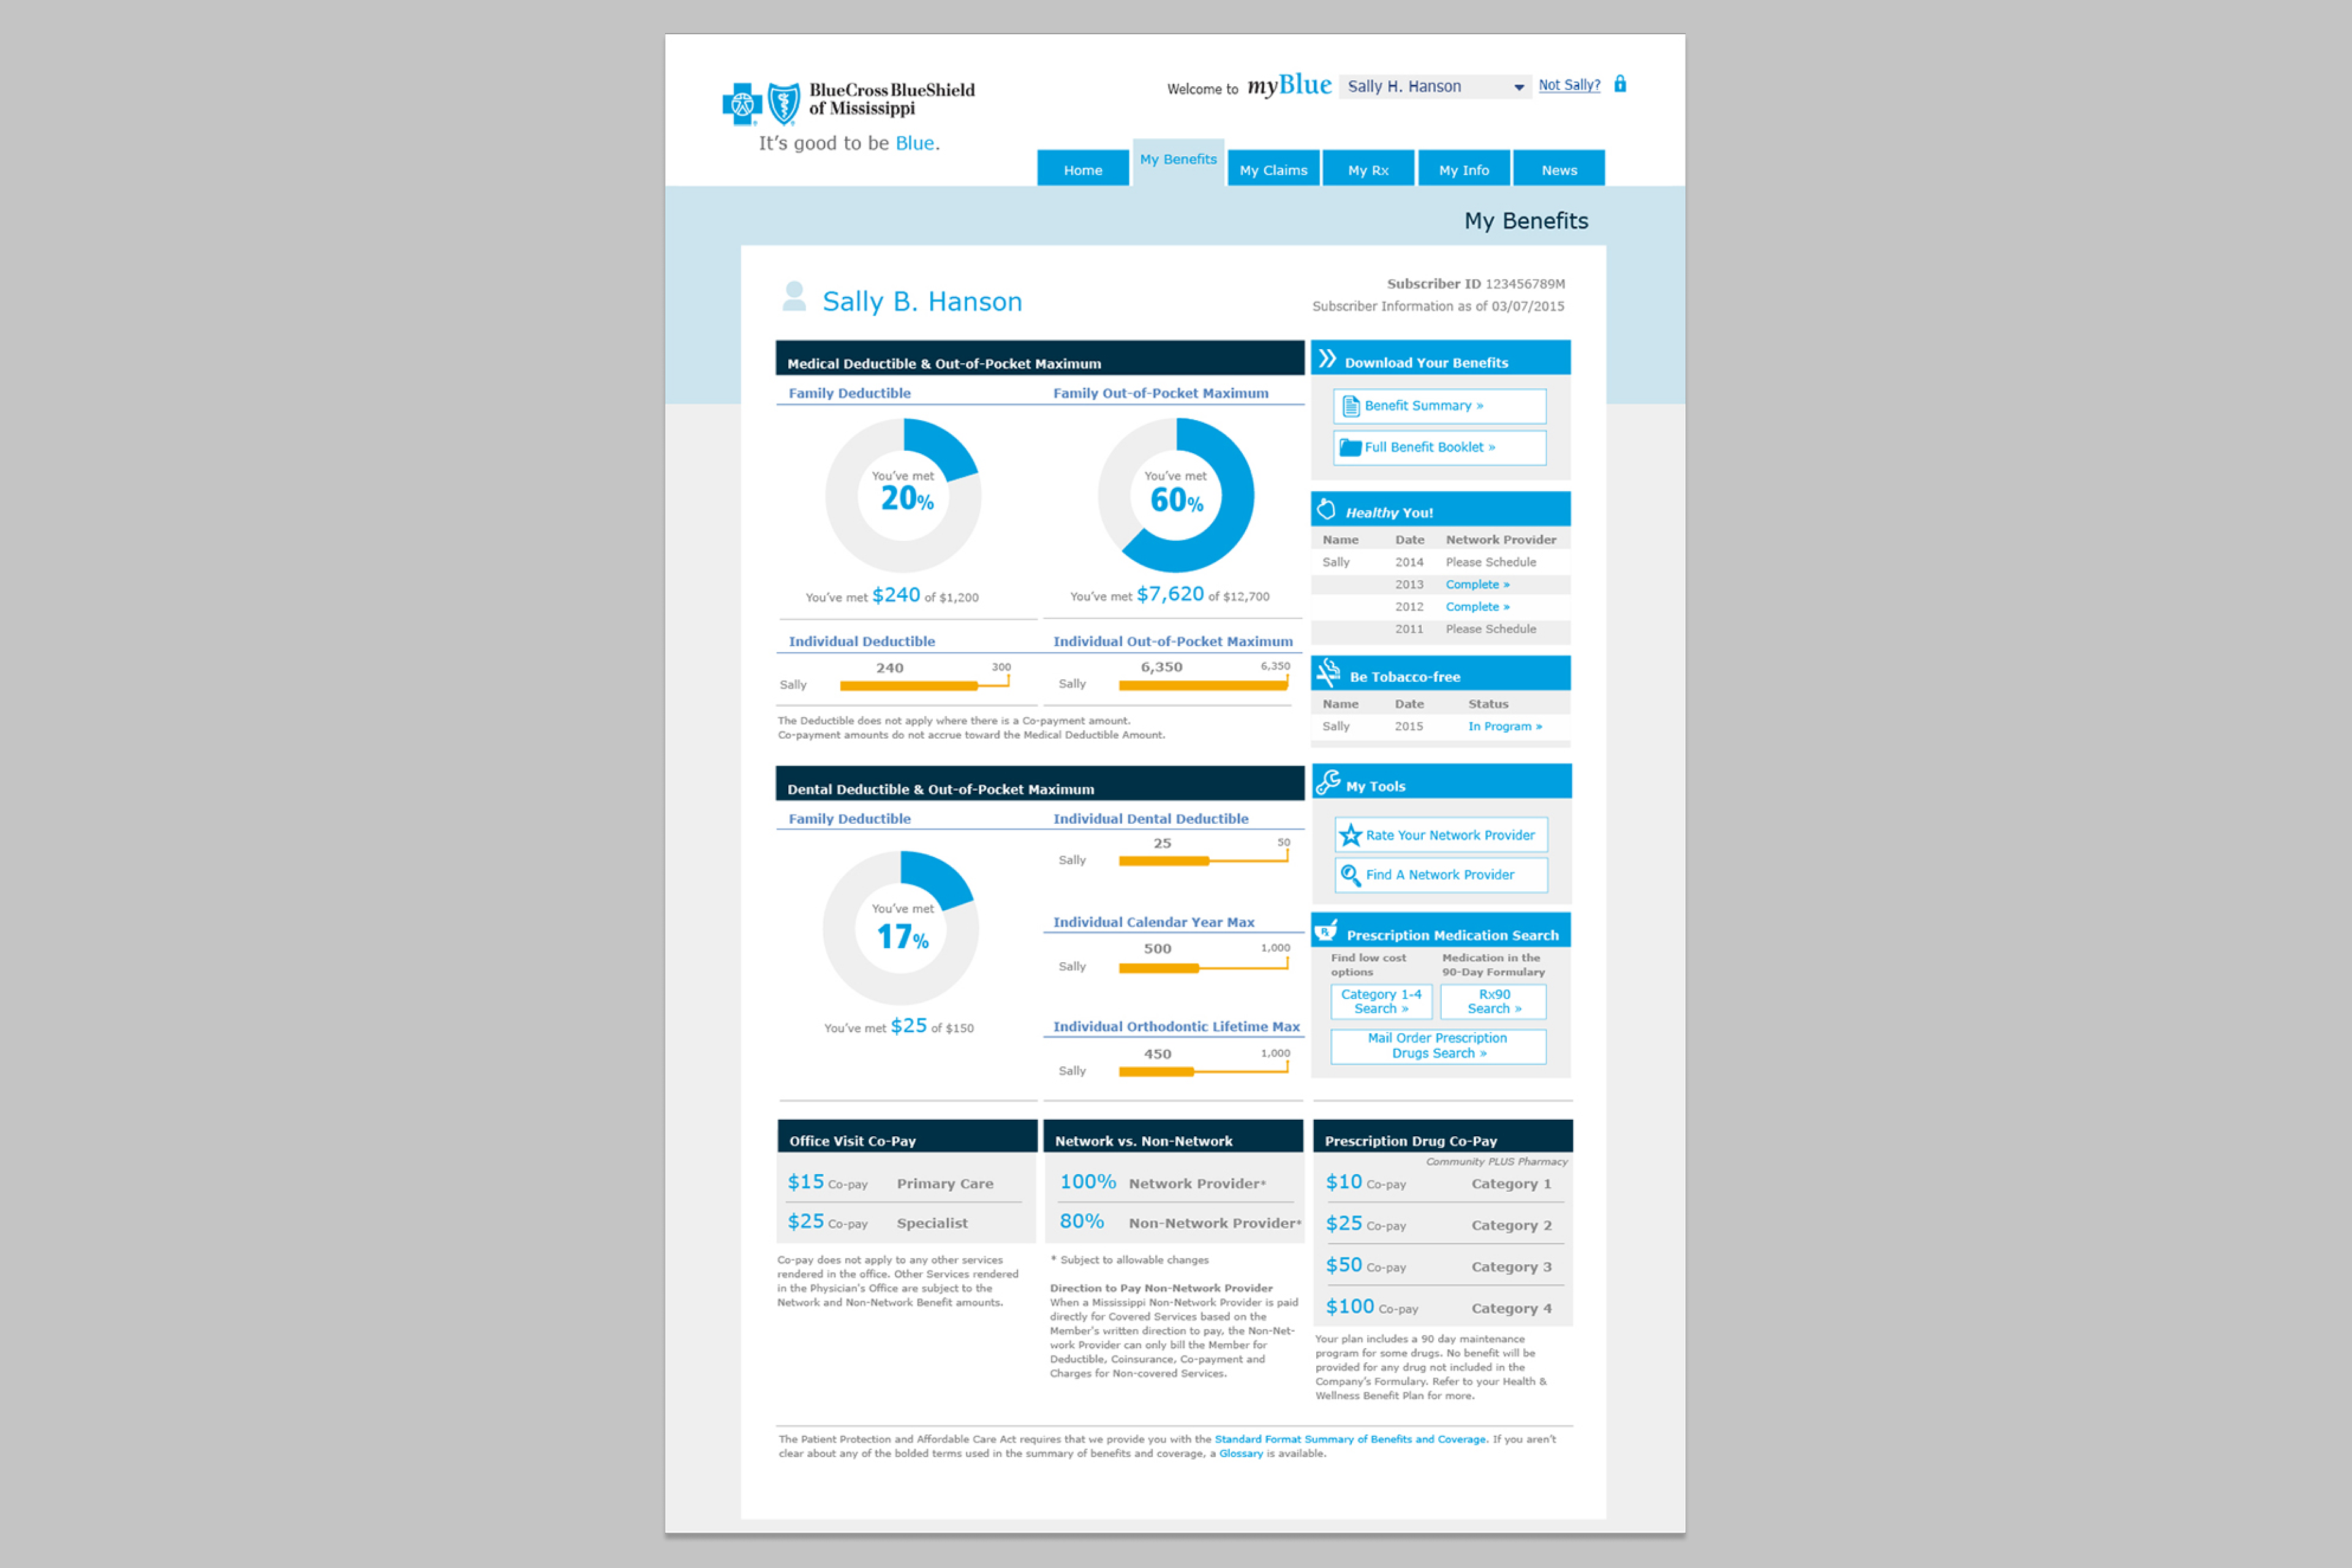 BlueCross BlueShield
of Mississippi
It's good to be Blue.
Welcome to myBlue Sally H. Hanson Not Sally?
Home My Benefits My Claims My Rx My Info News
My Benefits
Sally B. Hanson
Subscriber ID 123456789M
Subscriber Information as of 03/07/2015
Medical Deductible & Out-of-Pocket Maximum
Family Deductible
You've met
20%
You've met $240 of $1,200
Family Out-of-Pocket Maximum
You've met
60%
You've met $7,620 of $12,700
Individual Deductible
240 300
Sally
Individual Out-of-Pocket Maximum
6,350 6,350
Sally
The Deductible does not apply where there is a Co-payment amount.
Co-payment amounts do not accrue toward the Medical Deductible Amount.
Download Your Benefits
Benefit Summary »
Full Benefit Booklet »
Healthy You!
Name Date Network Provider
Sally 2014 Please Schedule
2013 Complete »
2012 Complete »
2011 Please Schedule
Be Tobacco-free
Name Date Status
Sally 2015 In Program »
Dental Deductible & Out-of-Pocket Maximum
Family Deductible
You've met
17%
You've met $25 of $150
Individual Dental Deductible
25 50
Sally
Individual Calendar Year Max
500 1,000
Sally
Individual Orthodontic Lifetime Max
450 1,000
Sally
My Tools
Rate Your Network Provider
Find A Network Provider
Prescription Medication Search
Find low cost
options
Category 1-4
Search »
Medication in the
90-Day Formulary
Rx90
Search »
Mail Order Prescription
Drugs Search »
Office Visit Co-Pay
$15 Co-pay Primary Care
$25 Co-pay Specialist
Co-pay does not apply to any other services
rendered in the office. Other Services rendered
in the Physician's Office are subject to the
Network and Non-Network Benefit amounts.
Network vs. Non-Network
100% Network Provider*
80% Non-Network Provider*
* Subject to allowable changes
Direction to Pay Non-Network Provider
When a Mississippi Non-Network Provider is paid
directly for Covered Services based on the
Member's written direction to pay, the Non-Net-
work Provider can only bill the Member for
Deductible, Coinsurance, Co-payment and
Charges for Non-covered Services.
Prescription Drug Co-Pay
Community PLUS Pharmacy
$10 Co-pay Category 1
$25 Co-pay Category 2
$50 Co-pay Category 3
$100 Co-pay Category 4
Your plan includes a 90 day maintenance
program for some drugs. No benefit will be
provided for any drug not included in the
Company's Formulary. Refer to your Health &
Wellness Benefit Plan for more.
The Patient Protection and Affordable Care Act requires that we provide you with the Standard Format Summary of Benefits and Coverage. If you aren't
clear about any of the bolded terms used in the summary of benefits and coverage, a Glossary is available.